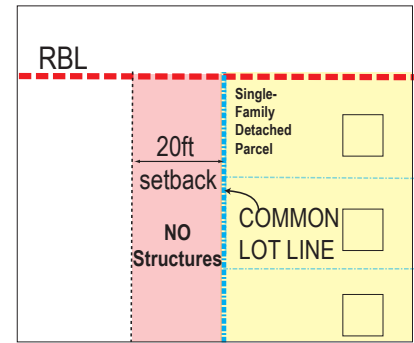 RBL
Single-
Family
Detached
Parcel
20ft
setback
NO
Structures
COMMON
LOT LINE